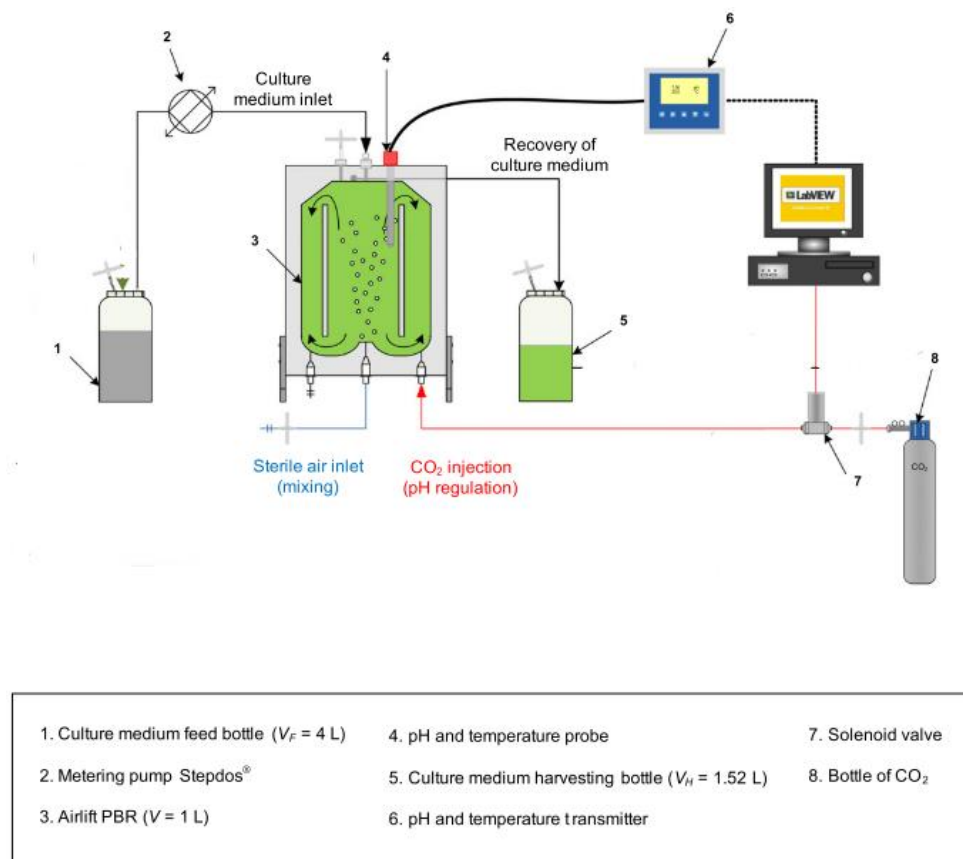 2
4
6
Culture
medium inlet
Recovery of
culture medium
LabVIEW
3
1
5
8
Sterile air inlet
(mixing)
CO₂ injection
(pH regulation)
7
CO₂
1. Culture medium feed bottle (V_F = 4 L)
2. Metering pump Stepdos®
3. Airlift PBR (V = 1 L)
4. pH and temperature probe
5. Culture medium harvesting bottle (V_H = 1.52 L)
6. pH and temperature transmitter
7. Solenoid valve
8. Bottle of CO₂